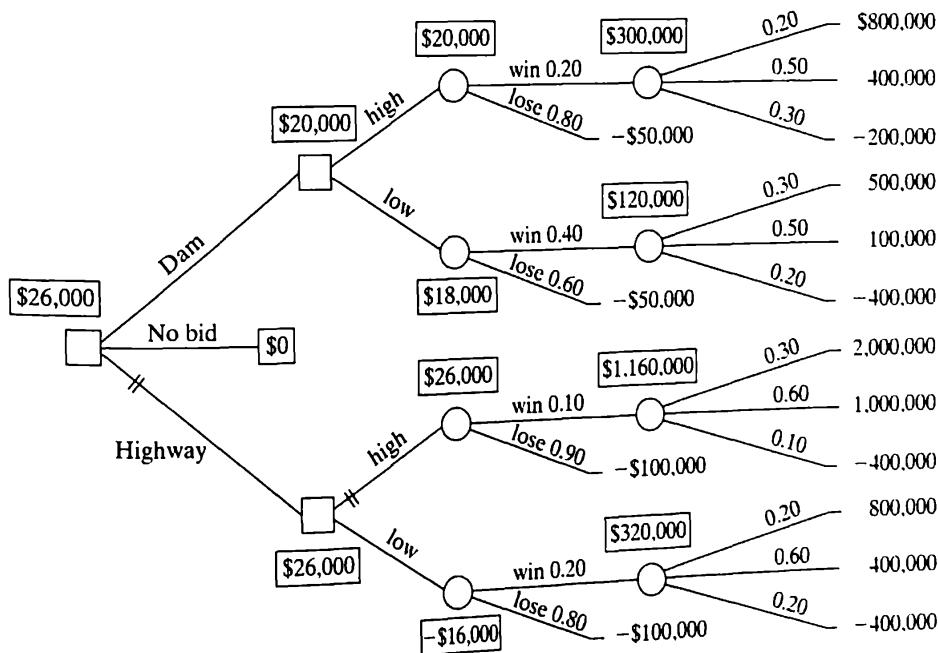 $20,000
$300,000
0.20
$800,000
win 0.20
0.50
400.000
high
lose 0.80
0.30
−$50,000
−200.000
$20,000
$120,000
0.30
500.000
low
win 0.40
0.50
100.000
lose 0.60
0.20
$18,000
−$50,000
−400.000
Dam
$26,000
No bid
$0
$26,000
$1.160,000
0.30
2,000.000
win 0.10
0.60
1,000.000
high
lose 0.90
0.10
−$100,000
−400.000
Highway
$320,000
0.20
800.000
$26,000
low
win 0.20
0.60
400.000
lose 0.80
0.20
−$16,000
−$100,000
−400.000